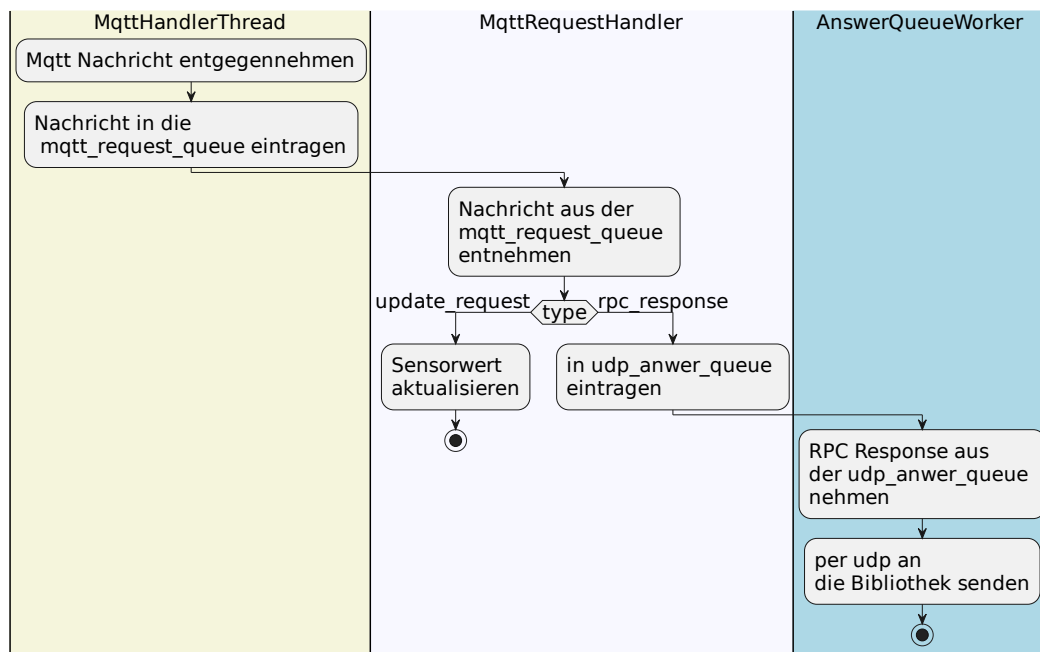 MqttHandlerThread
MqttRequestHandler
AnswerQueueWorker
Mqtt Nachricht entgegennehmen
Nachricht in die
mqtt_request_queue eintragen
Nachricht aus der
mqtt_request_queue
entnehmen
update_request
type
rpc_response
Sensorwert
aktualisieren
in udp_anwer_queue
eintragen
RPC Response aus
der udp_anwer_queue
nehmen
per udp an
die Bibliothek senden